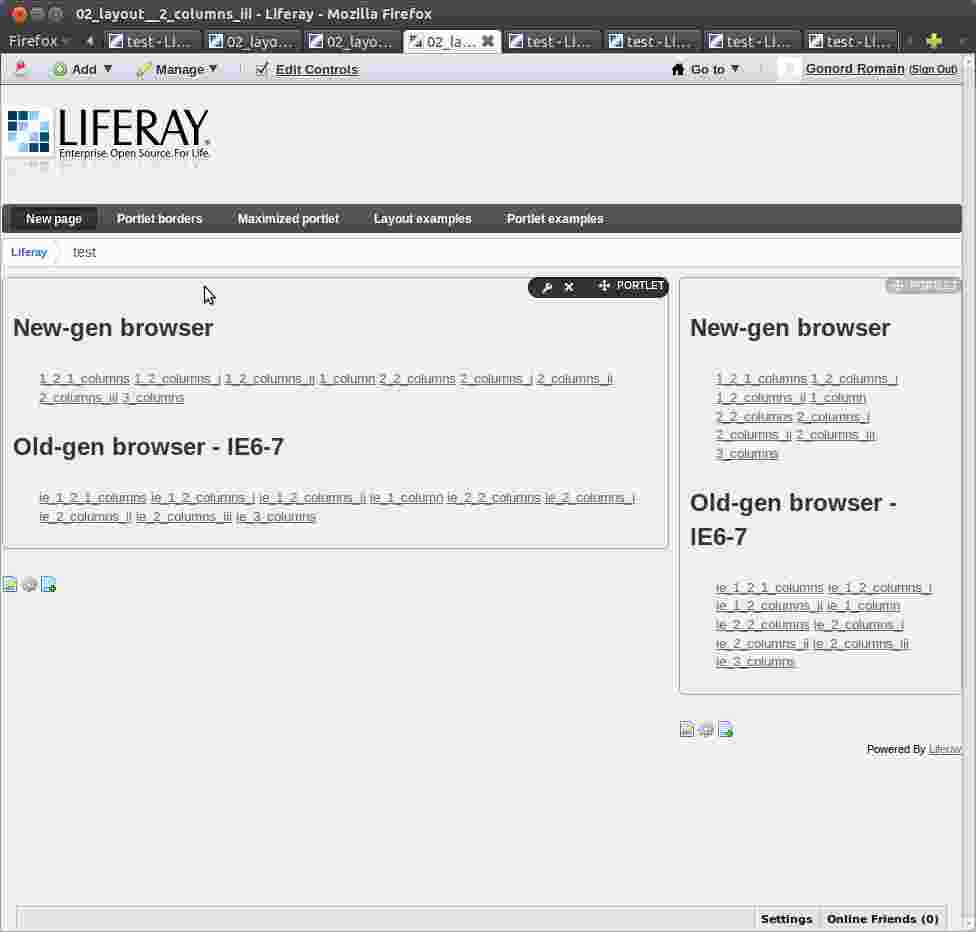 02_layout__2_columns_iii - Liferay - Mozilla Firefox
Firefox test - Li... 02_layo... 02_layo... 02_la... test - Li... test - Li... test - Li... test - Li...
Add Manage Edit Controls Go to Gonord Romain (Sign Out)
LIFERAY.
Enterprise. Open Source. For Life.
New page Portlet borders Maximized portlet Layout examples Portlet examples
Liferay test
PORTLET
New-gen browser
1_2_1_columns 1_2_columns_i 1_2_columns_ii 1_column 2_2_columns 2_columns_i 2_columns_ii
2_columns_iii 3_columns
Old-gen browser - IE6-7
ie_1_2_1_columns ie_1_2_columns_i ie_1_2_columns_ii ie_1_column ie_2_2_columns ie_2_columns_i
ie_2_columns_ii ie_2_columns_iii ie_3_columns
PORTLET
New-gen browser
1_2_1_columns 1_2_columns_i
1_2_columns_ii 1_column
2_2_columns 2_columns_i
2_columns_ii 2_columns_iii
3_columns
Old-gen browser -
IE6-7
ie_1_2_1_columns ie_1_2_columns_i
ie_1_2_columns_ii ie_1_column
ie_2_2_columns ie_2_columns_i
ie_2_columns_ii ie_2_columns_iii
ie_3_columns
Powered By Liferay
Settings Online Friends (0)